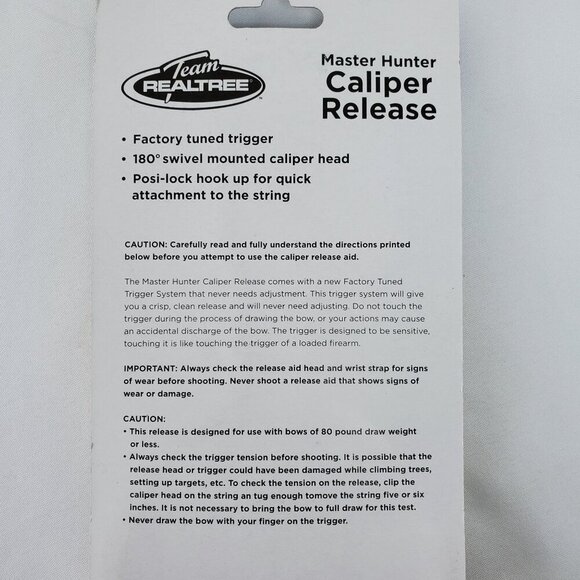 Team
REALTREE
Master Hunter
Caliper
Release
• Factory tuned trigger
• 180° swivel mounted caliper head
• Posi-lock hook up for quick
attachment to the string
CAUTION: Carefully read and fully understand the directions printed
below before you attempt to use the caliper release aid.
The Master Hunter Caliper Release comes with a new Factory Tuned
Trigger System that never needs adjustment. This trigger system will give
you a crisp, clean release and will never need adjusting. Do not touch the
trigger during the process of drawing the bow, or your actions may cause
an accidental discharge of the bow. The trigger is designed to be sensitive,
touching it is like touching the trigger of a loaded firearm.
IMPORTANT: Always check the release aid head and wrist strap for signs
of wear before shooting. Never shoot a release aid that shows signs of
wear or damage.
CAUTION:
• This release is designed for use with bows of 80 pound draw weight
or less.
• Always check the trigger tension before shooting. It is possible that the
release head or trigger could have been damaged while climbing trees,
setting up targets, etc. To check the tension on the release, clip the
caliper head on the string an tug enough tomove the string five or six
inches. It is not necessary to bring the bow to full draw for this test.
• Never draw the bow with your finger on the trigger.